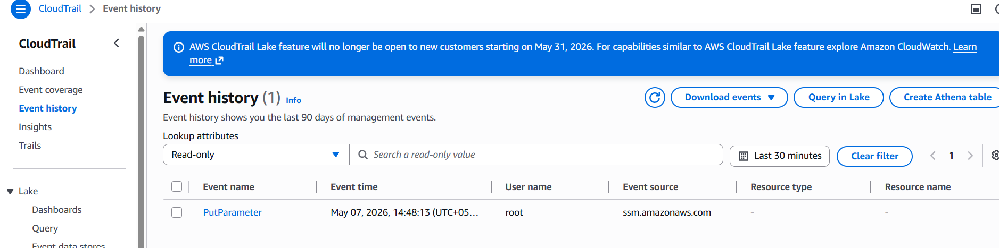 CloudTrail > Event history
CloudTrail
Dashboard
Event coverage
Event history
Insights
Trails
Lake
Dashboards
Query
Event data stores
AWS CloudTrail Lake feature will no longer be open to new customers starting on May 31, 2026. For capabilities similar to AWS CloudTrail Lake feature explore Amazon CloudWatch. Learn
more
Event history (1) Info
Download events
Query in Lake
Create Athena table
Event history shows you the last 90 days of management events.
Lookup attributes
Read-only
Search a read-only value
Last 30 minutes
Clear filter
1
Event name Event time User name Event source Resource type Resource name
PutParameter May 07, 2026, 14:48:13 (UTC+05... root ssm.amazonaws.com - -